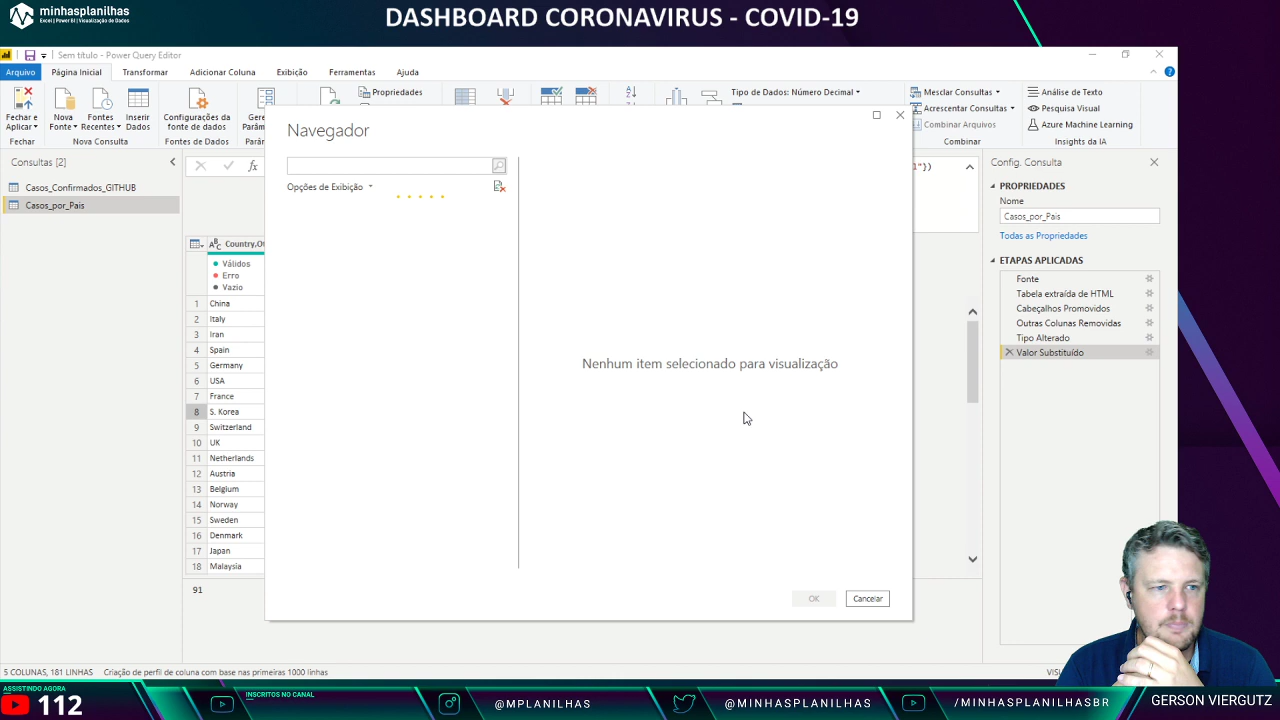 minhasplanilhas
Excel | Power BI | Visualização de Dados
DASHBOARD CORONAVIRUS - COVID-19
Sem título - Power Query Editor
Arquivo
Página Inicial
Transformar
Adicionar Coluna
Exibição
Ferramentas
Ajuda
Fechar e Aplicar
Fechar
Nova Fonte
Fontes Recentes
Inserir Dados
Nova Consulta
Configurações da fonte de dados
Fontes de Dados
Propriedades
Tipo de Dados: Número Decimal
Mesclar Consultas
Acrescentar Consultas
Combinar Arquivos
Combinar
Análise de Texto
Pesquisa Visual
Azure Machine Learning
Insights da IA
Consultas [2]
Casos_Confirmados_GITHUB
Casos_por_Pais
fx
1"})
Navegador
Opções de Exibição
Nenhum item selecionado para visualização
OK
Cancelar
Válidos
Erro
Vazio
1 China
2 Italy
3 Iran
4 Spain
5 Germany
6 USA
7 France
8 S. Korea
9 Switzerland
10 UK
11 Netherlands
12 Austria
13 Belgium
14 Norway
15 Sweden
16 Denmark
17 Japan
18 Malaysia
91
Config. Consulta
PROPRIEDADES
Nome
Casos_por_Pais
Todas as Propriedades
ETAPAS APLICADAS
Fonte
Tabela extraída de HTML
Cabeçalhos Promovidos
Outras Colunas Removidas
Tipo Alterado
Valor Substituído
5 COLUNAS, 181 LINHAS
Criação de perfil de coluna com base nas primeiras 1000 linhas
ASSISTINDO AGORA
112
INSCRITOS NO CANAL
@MPLANILHAS
@MINHASPLANILHAS
/MINHASPLANILHASBR
GERSON VIERGUTZ